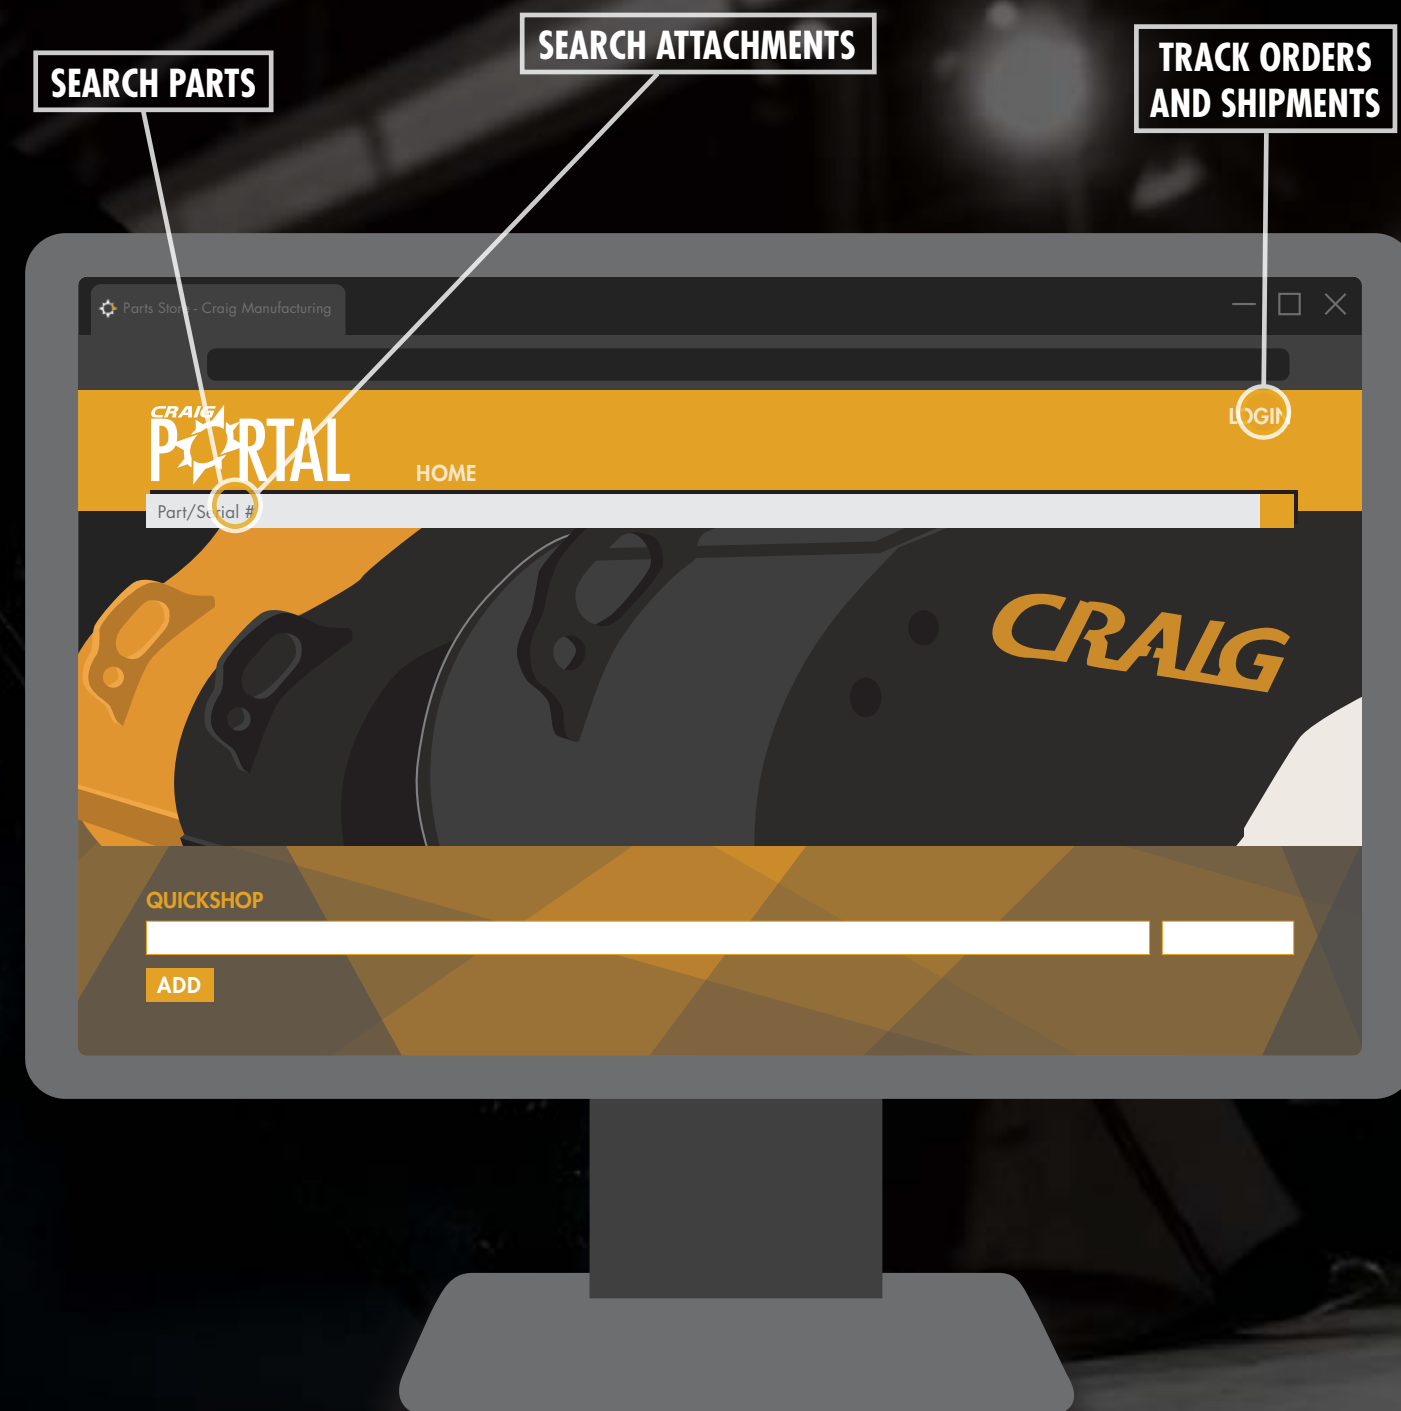 SEARCH PARTS
SEARCH ATTACHMENTS
TRACK ORDERS
AND SHIPMENTS
Parts Store - Craig Manufacturing
LOGIN
CRAIG
PORTAL
HOME
Part/Serial #
CRAIG
QUICKSHOP
ADD